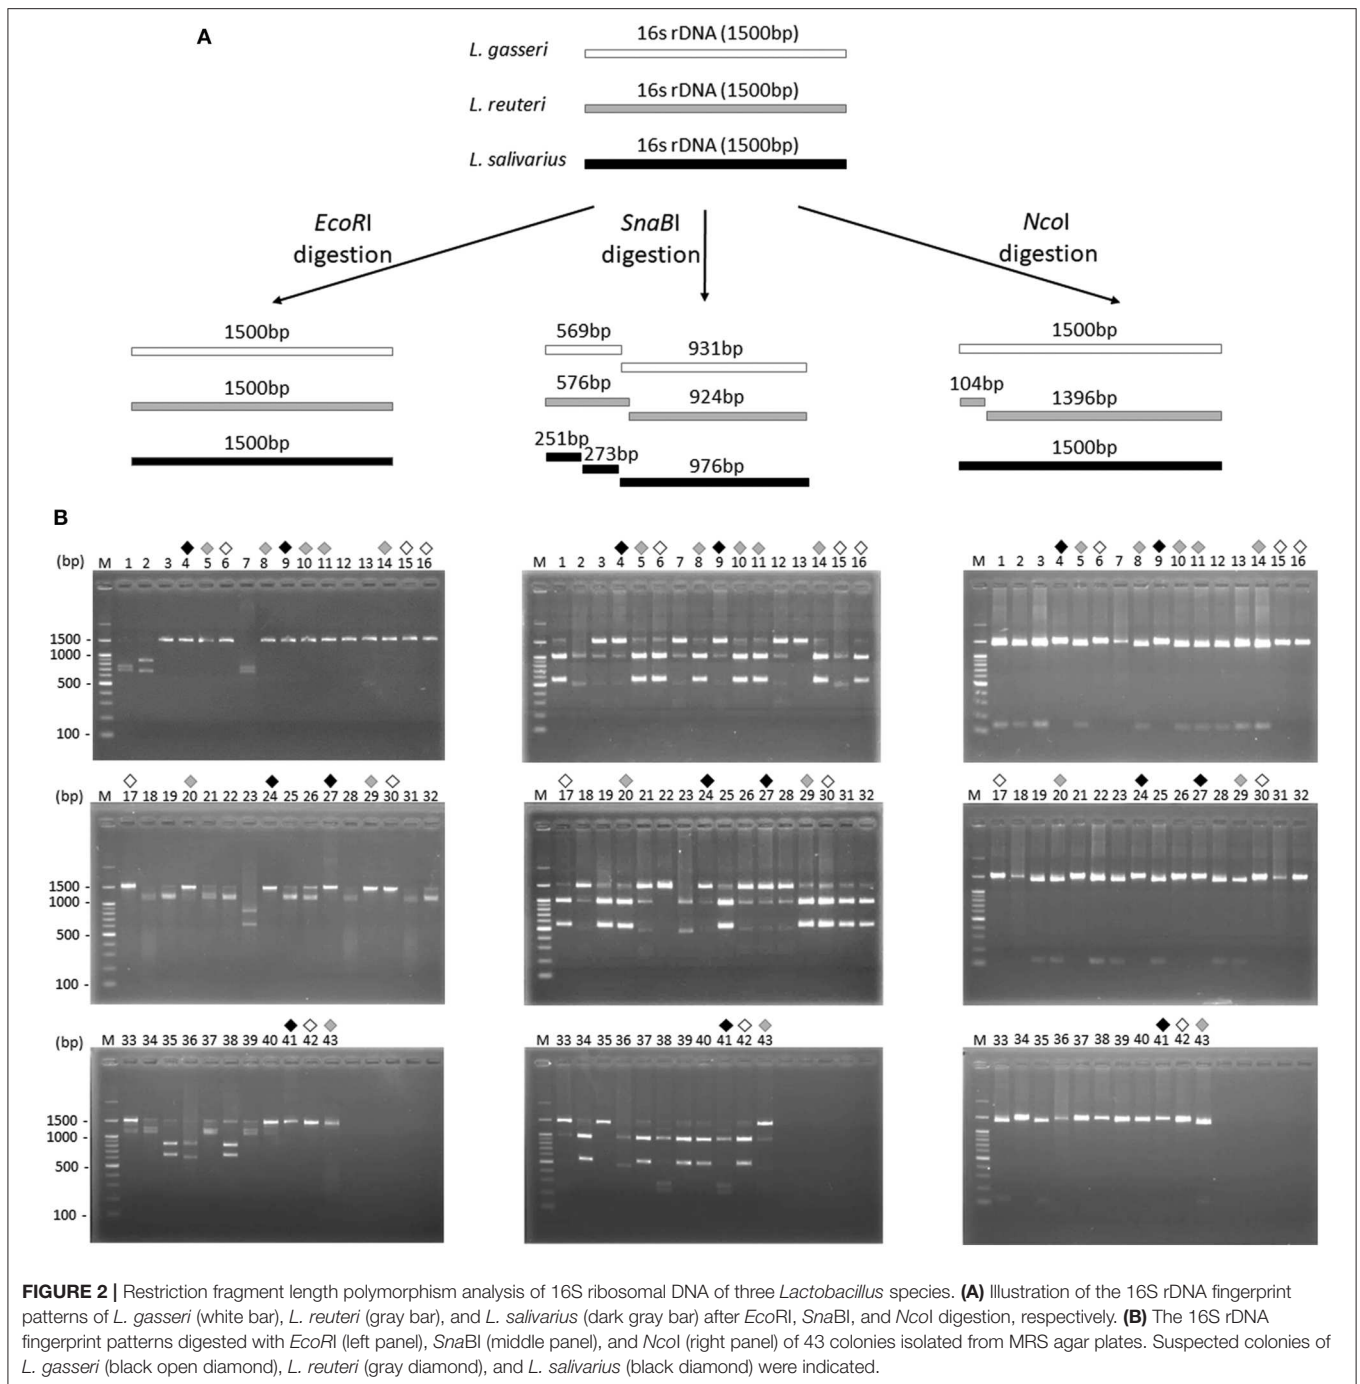 A
16s rDNA (1500bp)
L. gasseri
16s rDNA (1500bp)
L. reuteri
16s rDNA (1500bp)
L. salivarius
EcoRI
digestion
SnaBI
digestion
NcoI
digestion
1500bp
1500bp
1500bp
569bp
931bp
576bp
924bp
251bp
273bp
976bp
1500bp
104bp
1396bp
1500bp
B
(bp) M 1 2 3 4 5 6 7 8 9 10 11 12 13 14 15 16
M 1 2 3 4 5 6 7 8 9 10 11 12 13 14 15 16
M 1 2 3 4 5 6 7 8 9 10 11 12 13 14 15 16
1500 -
1000 -
500 -
100 -
(bp) M 17 18 19 20 21 22 23 24 25 26 27 28 29 30 31 32
M 17 18 19 20 21 22 23 24 25 26 27 28 29 30 31 32
M 17 18 19 20 21 22 23 24 25 26 27 28 29 30 31 32
1500 -
1000 -
500 -
100 -
(bp) M 33 34 35 36 37 38 39 40 41 42 43
M 33 34 35 36 37 38 39 40 41 42 43
M 33 34 35 36 37 38 39 40 41 42 43
1500 -
1000 -
500 -
100 -
FIGURE 2 | Restriction fragment length polymorphism analysis of 16S ribosomal DNA of three Lactobacillus species. (A) Illustration of the 16S rDNA fingerprint
patterns of L. gasseri (white bar), L. reuteri (gray bar), and L. salivarius (dark gray bar) after EcoRI, SnaBI, and NcoI digestion, respectively. (B) The 16S rDNA
fingerprint patterns digested with EcoRI (left panel), SnaBI (middle panel), and NcoI (right panel) of 43 colonies isolated from MRS agar plates. Suspected colonies of
L. gasseri (black open diamond), L. reuteri (gray diamond), and L. salivarius (black diamond) were indicated.